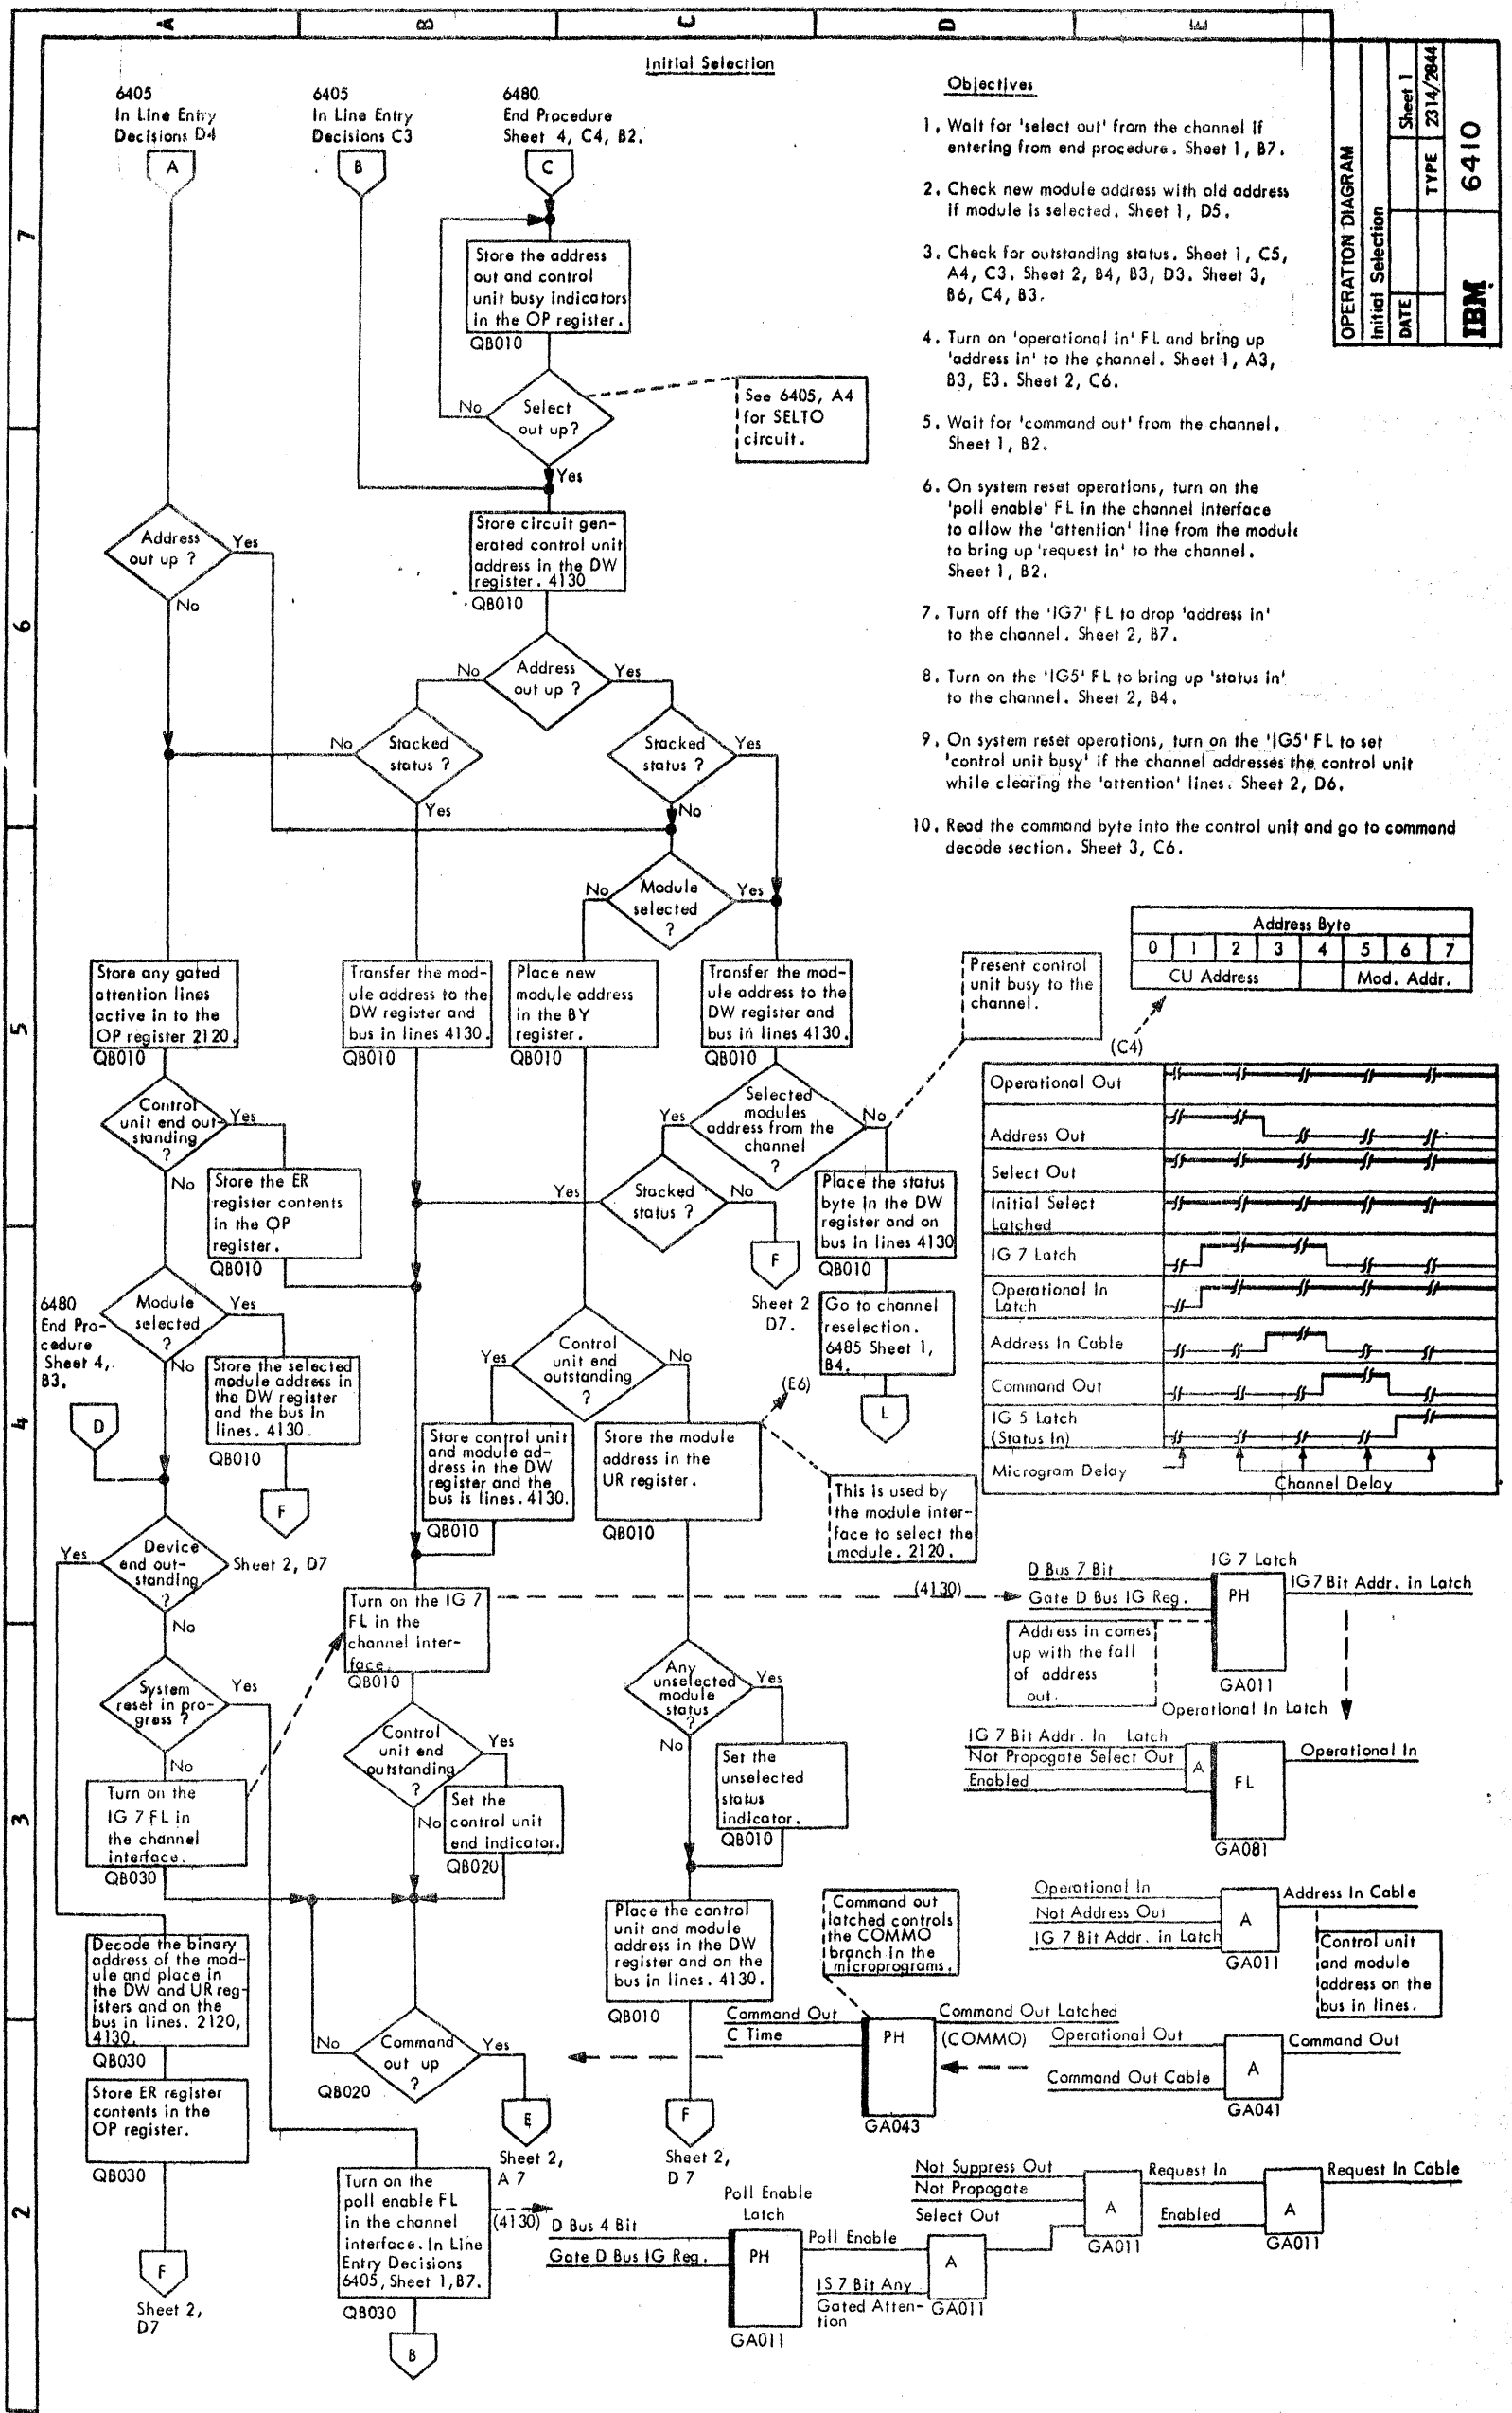 A
B
C
D
E
7
6
5
4
3
2
Initial Selection
OPERATION DIAGRAM
Initial Selection
Sheet 1
DATE
TYPE
2314/2844
IBM
6410
6405
In Line Entry
Decisions D4
A
6405
In Line Entry
Decisions C3
B
6480
End Procedure
Sheet 4, C4, B2.
C
Objectives
1. Wait for 'select out' from the channel if
entering from end procedure. Sheet 1, B7.
2. Check new module address with old address
if module is selected. Sheet 1, D5.
3. Check for outstanding status. Sheet 1, C5,
A4, C3. Sheet 2, B4, B3, D3. Sheet 3,
B6, C4, B3.
4. Turn on 'operational in' FL and bring up
'address in' to the channel. Sheet 1, A3,
B3, E3. Sheet 2, C6.
5. Wait for 'command out' from the channel.
Sheet 1, B2.
6. On system reset operations, turn on the
'poll enable' FL in the channel interface
to allow the 'attention' line from the module
to bring up 'request in' to the channel.
Sheet 1, B2.
7. Turn off the 'IG7' FL to drop 'address in'
to the channel. Sheet 2, B7.
8. Turn on the 'IG5' FL to bring up 'status in'
to the channel. Sheet 2, B4.
9. On system reset operations, turn on the 'IG5' FL to set
'control unit busy' if the channel addresses the control unit
while clearing the 'attention' lines. Sheet 2, D6.
10. Read the command byte into the control unit and go to command
decode section. Sheet 3, C6.
Store the address
out and control
unit busy indicators
in the OP register.
QB010
No
Select
out up?
Yes
See 6405, A4
for SELTO
circuit.
Address
out up ?
Yes
No
Store circuit gen-
erated control unit
address in the DW
register. 4130
QB010
No
Address
out up ?
Yes
No
Stacked
status ?
Yes
Stacked
status ?
Yes
No
No
Module
selected
?
Yes
Address Byte
0 1 2 3 4 5 6 7
CU Address
Mod. Addr.
(C4)
Store any gated
attention lines
active in to the
OP register 2120.
QB010
Transfer the mod-
ule address to the
DW register and
bus in lines 4130.
QB010
Place new
module address
in the BY
register.
QB010
Transfer the mod-
ule address to the
DW register and
bus in lines 4130.
QB010
Present control
unit busy to the
channel.
Control
unit end out-
standing
?
Yes
No
Store the ER
register contents
in the OP
register.
QB010
Yes
Selected
modules
address from the
channel
?
No
Yes
Stacked
status ?
No
F
Sheet 2
D7.
Place the status
byte in the DW
register and on
bus in lines 4130
QB010
Go to channel
reselection.
6485 Sheet 1,
B4.
L
Operational Out
Address Out
Select Out
Initial Select
Latched
IG 7 Latch
Operational In
Latch
Address In Cable
Command Out
IG 5 Latch
(Status In)
Microgram Delay
Channel Delay
6480
End Pro-
cedure
Sheet 4,
B3.
D
Module
selected
?
Yes
No
Store the selected
module address in
the DW register
and the bus in
lines. 4130.
QB010
F
Sheet 2, D7
Yes
Control
unit end
outstanding
?
No
(E6)
Store control unit
and module ad-
dress in the DW
register and the
bus is lines. 4130.
QB010
Store the module
address in the
UR register.
QB010
This is used by
the module inter-
face to select the
module. 2120.
Yes
Device
end out-
standing
?
No
Turn on the IG 7
FL in the
channel inter-
face.
QB010
(4130)
D Bus 7 Bit
Gate D Bus IG Reg.
IG 7 Latch
PH
IG7 Bit Addr. in Latch
GA011
Address in comes
up with the fall
of address
out.
Operational In Latch
System
reset in pro-
gress ?
Yes
No
Control
unit end
outstanding
?
Yes
No
Set the
control unit
end indicator.
QB020
Any
unselected
module
status
?
Yes
No
Set the
unselected
status
indicator.
QB010
IG 7 Bit Addr. In Latch
Not Propogate Select Out
Enabled
A
FL
Operational In
GA081
Turn on the
IG 7 FL in
the channel
interface.
QB030
Place the control
unit and module
address in the DW
register and on the
bus in lines. 4130.
QB010
Command out
latched controls
the COMMO
branch in the
microprograms.
Operational In
Not Address Out
IG 7 Bit Addr. in Latch
A
Address In Cable
GA011
Control unit
and module
address on the
bus in lines.
Decode the binary
address of the mod-
ule and place in
the DW and UR reg-
isters and on the
bus in lines. 2120,
4130.
QB030
No
Command
out up
?
Yes
QB020
E
Sheet 2,
A 7
F
Sheet 2,
D 7
Command Out
C Time
PH
Command Out Latched
(COMMO)
GA043
Operational Out
Command Out Cable
A
Command Out
GA041
Store ER register
contents in the
OP register.
QB030
F
Sheet 2,
D7
Turn on the
poll enable FL
in the channel
interface. In Line
Entry Decisions
6405, Sheet 1, B7.
QB030
B
(4130)
D Bus 4 Bit
Gate D Bus IG Reg.
Poll Enable
Latch
PH
GA011
Poll Enable
IS 7 Bit Any
Gated Atten-
tion
A
GA011
Not Suppress Out
Not Propogate
Select Out
A
GA011
Request In
Enabled
A
GA011
Request In Cable